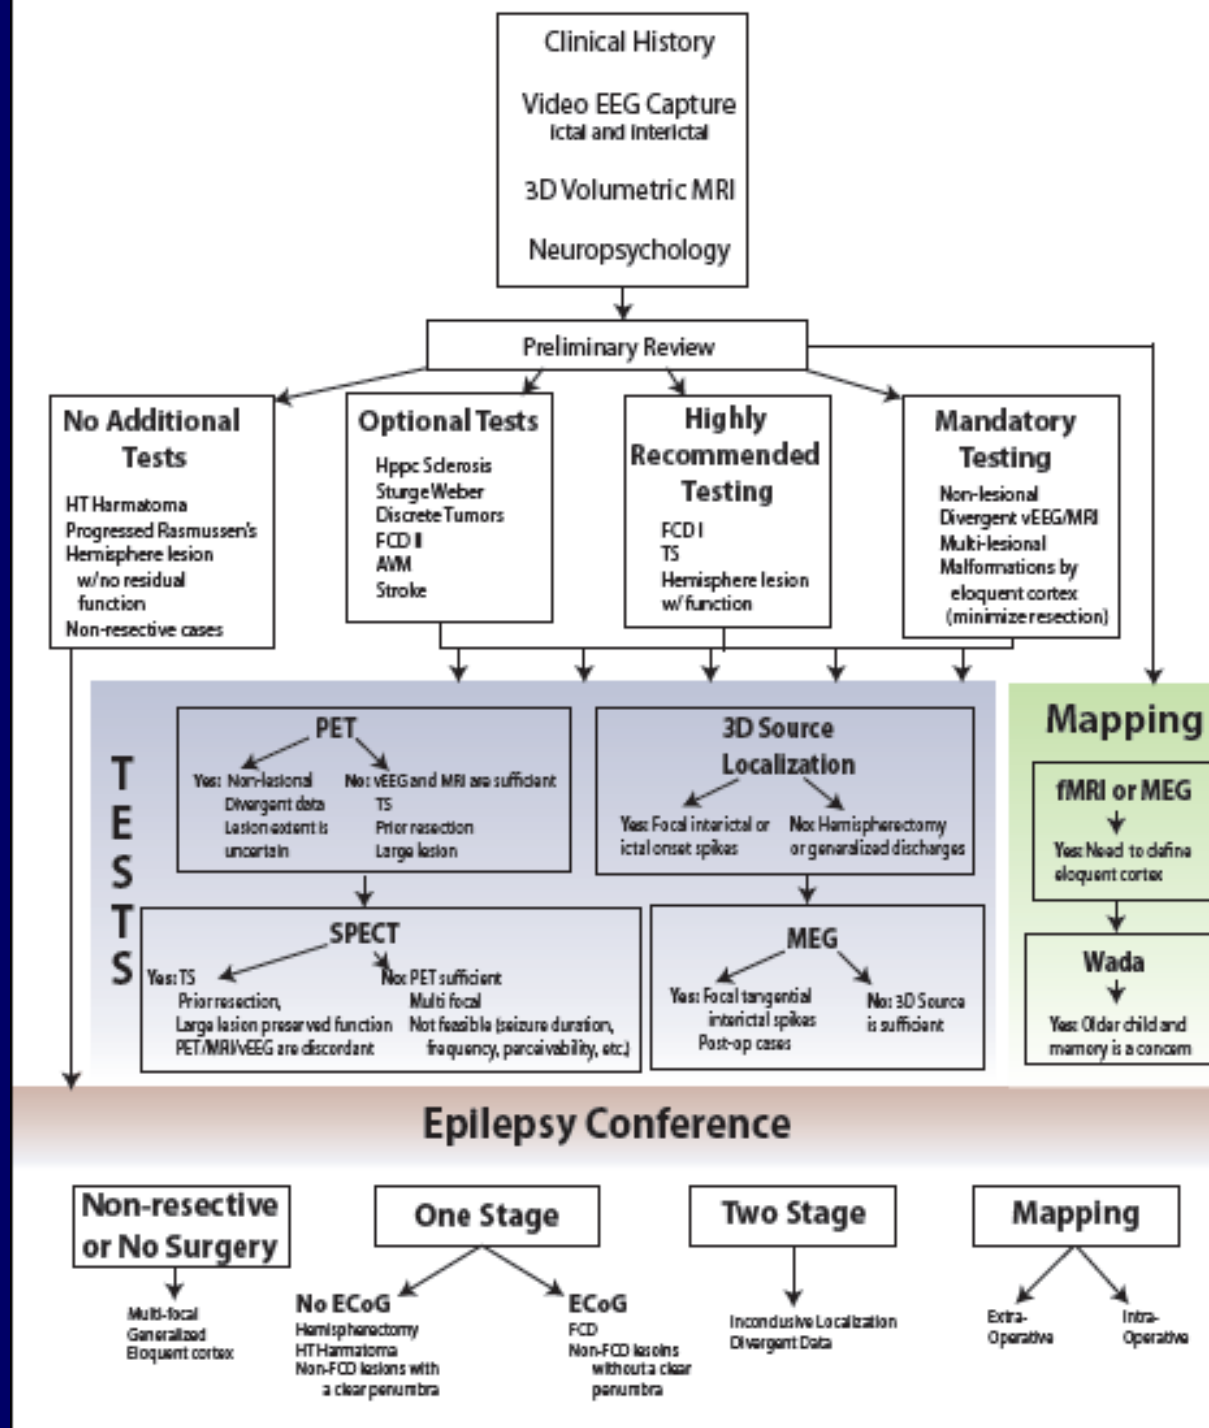 Clinical History
Video EEG Capture
Ictal and Interictal
3D Volumetric MRI
Neuropsychology
Preliminary Review
No Additional
Tests
HT Harmatoma
Progressed Rasmussen's
Hemisphere lesion
w/no residual
function
Non-resective cases
Optional Tests
Hppc Sclerosis
Sturge Weber
Discrete Tumors
FCD II
AVM
Stroke
Highly
Recommended
Testing
FCD I
TS
Hemisphere lesion
w/ function
Mandatory
Testing
Non-lesional
Divergent vEEG/MRI
Multi-lesional
Malformations by
eloquent cortex
(minimize resection)
TESTS
PET
Yes: Non-lesional
Divergent data
Lesion extent is
uncertain
No: vEEG and MRI are sufficient
TS
Prior resection
Large lesion
3D Source
Localization
Yes: Focal interictal or
ictal onset spikes
No: Hemispherectomy
or generalized discharges
SPECT
Yes: TS
Prior resection,
Large lesion preserved function
PET/MRI/vEEG are discordant
No: PET sufficient
Multi focal
Not feasible (seizure duration,
frequency, perceivability, etc.)
MEG
Yes: Focal tangential
interictal spikes
Post-op cases
No: 3D Source
is sufficient
Mapping
fMRI or MEG
Yes: Need to define
eloquent cortex
Wada
Yes: Older child and
memory is a concern
Epilepsy Conference
Non-resective
or No Surgery
Multi-focal
Generalized
Eloquent cortex
One Stage
No ECoG
Hemispherectomy
HT Harmatoma
Non-FCD lesions with
a clear penumbra
ECoG
FCD
Non-FCD lesoins
without a clear
penumbra
Two Stage
Inconclusive Localization
Divergent Data
Mapping
Extra-
Operative
Intra-
Operative